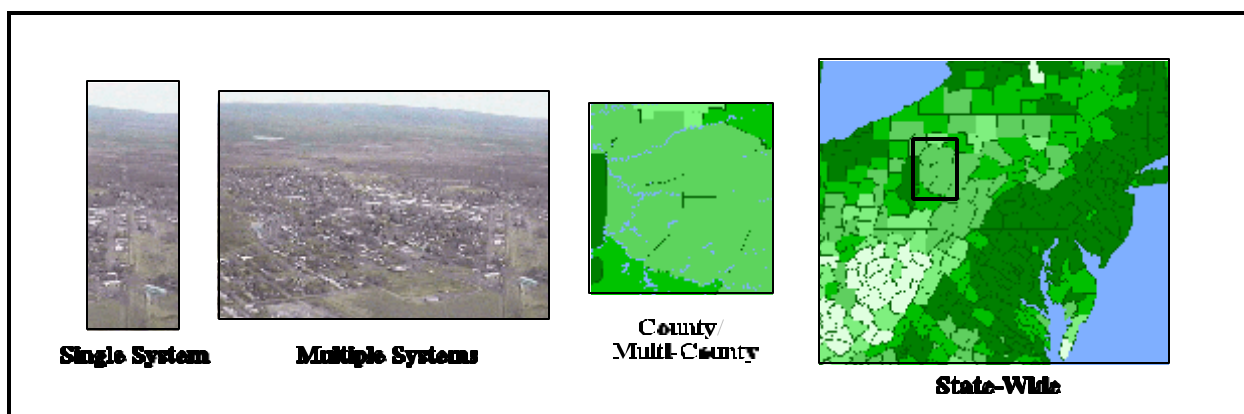 Single System
Multiple Systems
County/
Multi-County
State-Wide